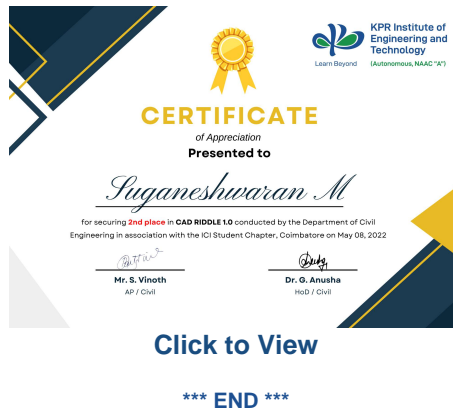 KPR Institute of
Engineering and
Technology
Learn Beyond
(Autonomous, NAAC "A")
CERTIFICATE
of Appreciation
Presented to
Suganeshwaran M
for securing 2nd place in CAD RIDDLE 1.0 conducted by the Department of Civil
Engineering in association with the ICI Student Chapter, Coimbatore on May 08, 2022
Mr. S. Vinoth
AP / Civil
Dr. G. Anusha
HoD / Civil
Click to View
*** END ***